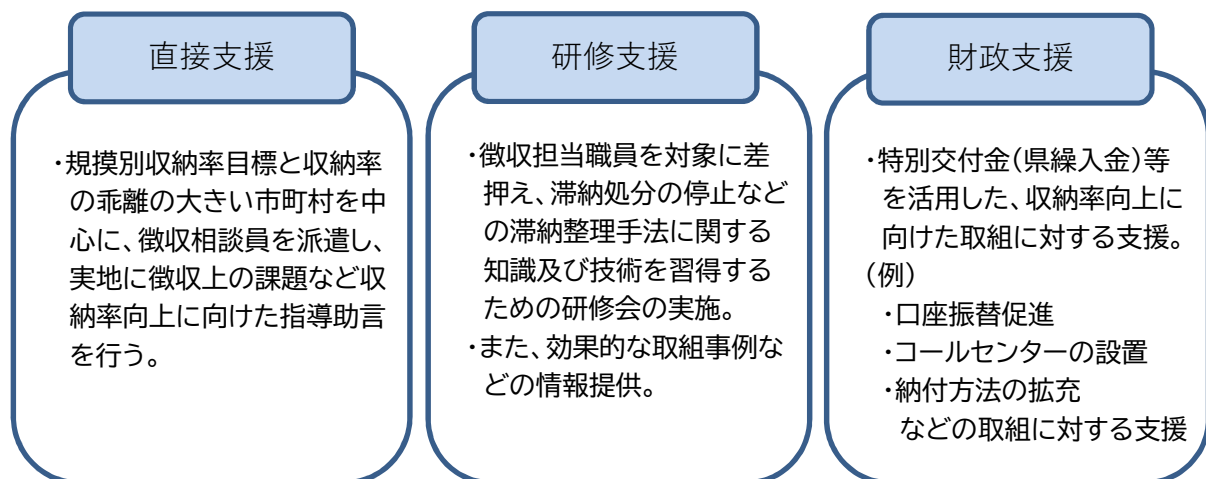 直接支援
・規摸別収納率目標と収納率
の乖離の大きい市町村を中
心に、徴収相談員を派遣し、
実地に徴収上の課題など収
納率向上に向けた指導助言
を行う。
研修支援
・徴収担当職員を対象に差
押え、滞納処分の停止など
の滞納整理手法に関する
知識及び技術を習得する
ための研修会の実施。
・また、効果的な取組事例な
どの情報提供。
財政支援
・特別交付金(県繰入金)等
を活用した、収納率向上に
向けた取組に対する支援。
(例)
・口座振替促進
・コールセンターの設置
・納付方法の拡充
などの取組に対する支援